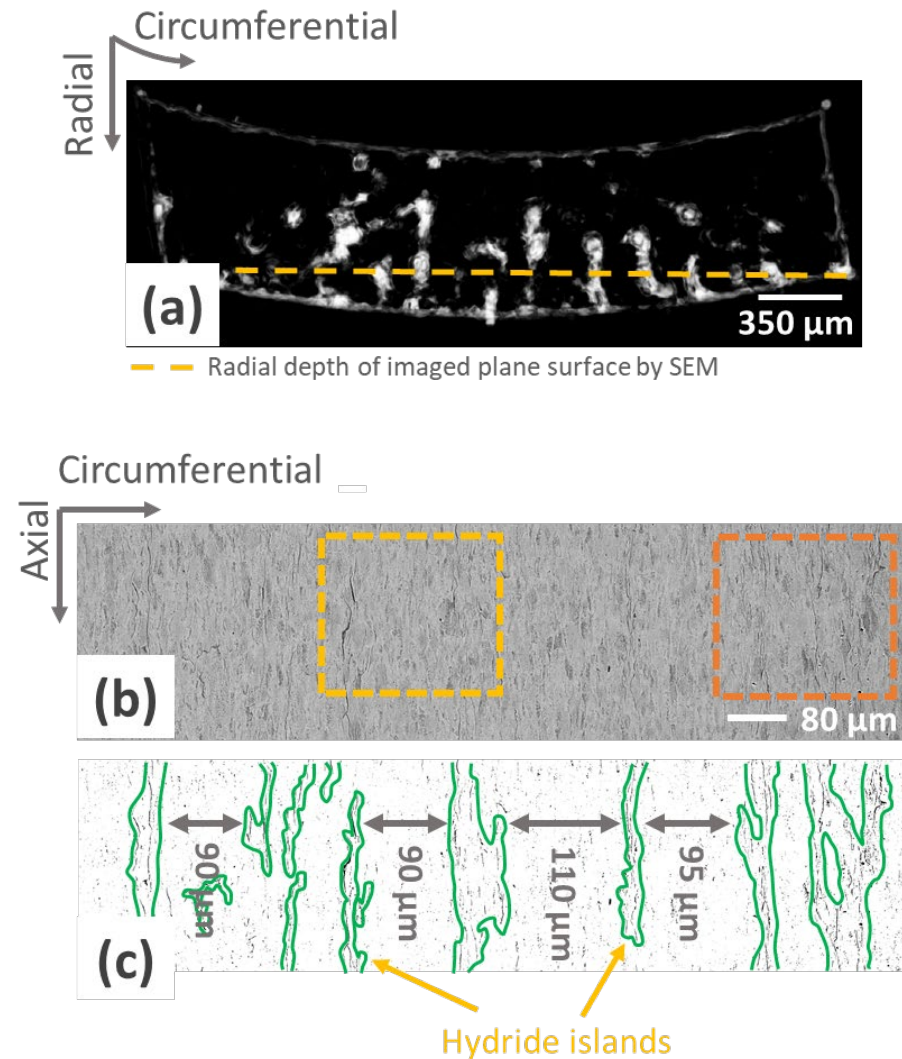 Circumferential
Radial
(a)
350 µm
Radial depth of imaged plane surface by SEM
Circumferential
Axial
(b)
80 µm
90 µm
90 µm
110 µm
95 µm
(c)
Hydride islands